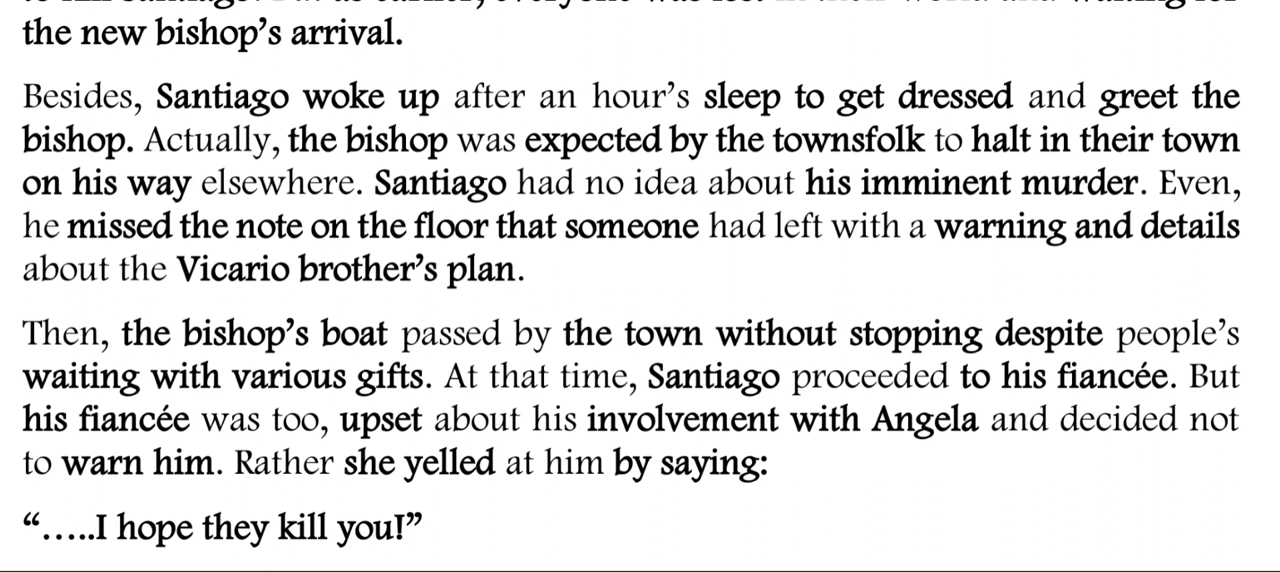 the new bishop’s arrival.
Besides, Santiago woke up after an hour’s sleep to get dressed and greet the
bishop. Actually, the bishop was expected by the townsfolk to halt in their town
on his way elsewhere. Santiago had no idea about his imminent murder. Even,
he missed the note on the floor that someone had left with a warning and details
about the Vicario brother’s plan.
Then, the bishop’s boat passed by the town without stopping despite people’s
waiting with various gifts. At that time, Santiago proceeded to his fiancée. But
his fiancée was too, upset about his involvement with Angela and decided not
to warn him. Rather she yelled at him by saying:
“…..I hope they kill you!”